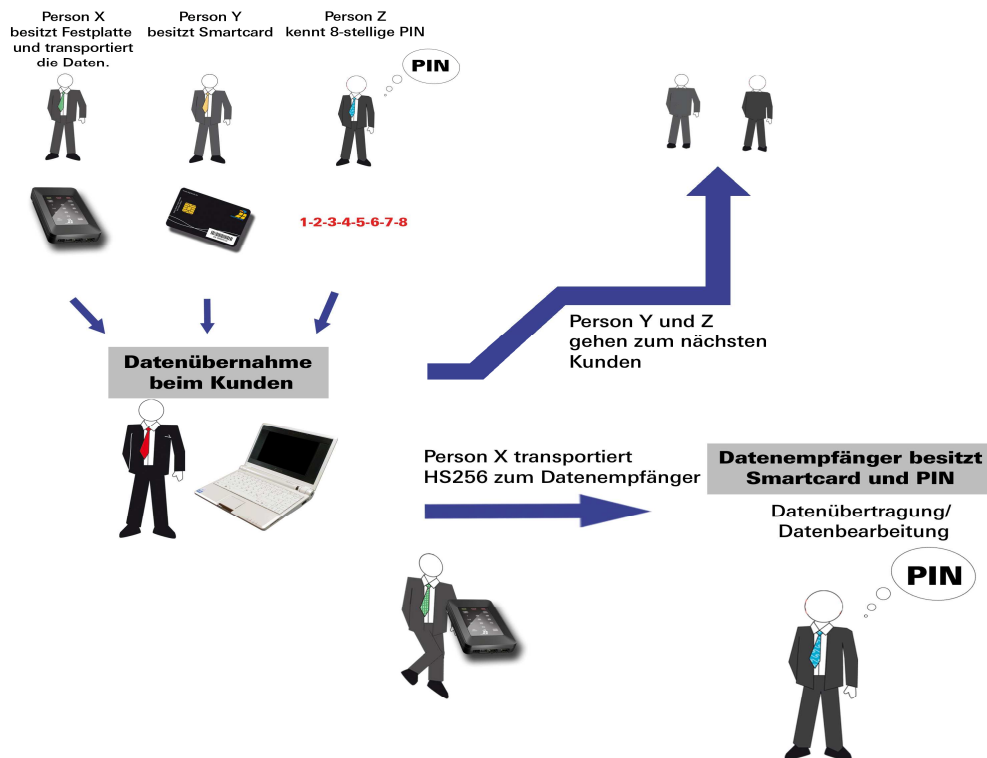 Person X
besitzt Festplatte
und transportiert
die Daten.
Person Y
besitzt Smartcard
Person Z
kennt 8-stellige PIN
PIN
1-2-3-4-5-6-7-8
Datenübernahme
beim Kunden
Person Y und Z
gehen zum nächsten
Kunden
Person X transportiert
HS256 zum Datenempfänger
Datenempfänger besitzt
Smartcard und PIN
Datenübertragung/
Datenbearbeitung
PIN